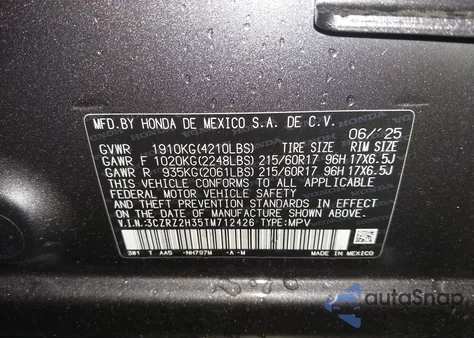 MFD.BY HONDA DE MEXICO S.A. DE C.V.
06/'25
GVWR 1910KG(4210LBS) TIRE SIZE RIM SIZE
GAWR F 1020KG(2248LBS) 215/60R17 96H 17X6.5J
GAWR R 935KG(2061LBS) 215/60R17 96H 17X6.5J
THIS VEHICLE CONFORMS TO ALL APPLICABLE
FEDERAL MOTOR VEHICLE SAFETY
AND THEFT PREVENTION STANDARDS IN EFFECT ON
THE DATE OF MANUFACTURE SHOWN ABOVE.
V.I.N.:3CZRZ2H35TM712426 TYPE:MPV
3W1 T AAS NH797M -A-M MADE IN MEXICO
autoSnap